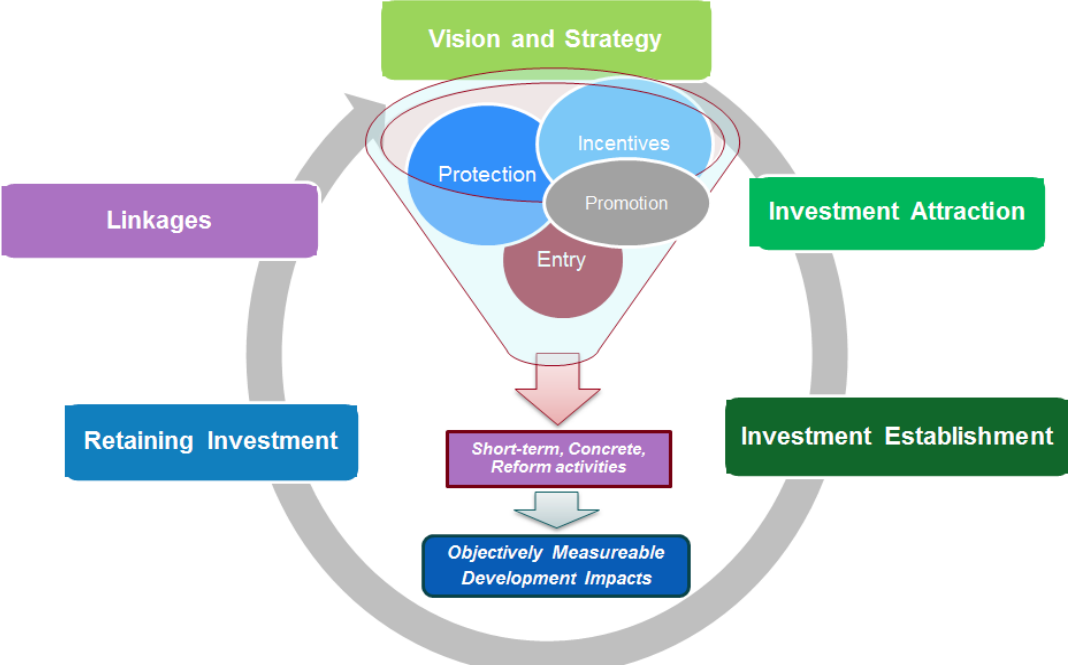 Vision and Strategy
Incentives
Protection
Promotion
Entry
Linkages
Investment Attraction
Retaining Investment
Investment Establishment
Short-term, Concrete,
Reform activities
Objectively Measureable
Development Impacts